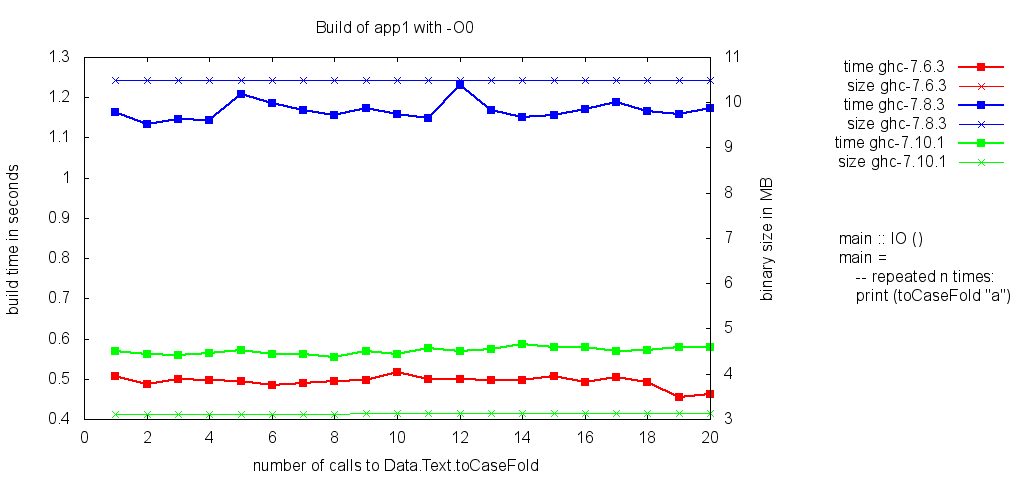 Build of app1 with -O0
1.3
1.2
1.1
1
0.9
0.8
0.7
0.6
0.5
0.4
build time in seconds
0
2
4
6
8
10
12
14
16
18
20
number of calls to Data.Text.toCaseFold
11
10
9
8
7
6
5
4
3
binary size in MB
time ghc-7.6.3
size ghc-7.6.3
time ghc-7.8.3
size ghc-7.8.3
time ghc-7.10.1
size ghc-7.10.1
main :: IO ()
main =
-- repeated n times:
print (toCaseFold "a")